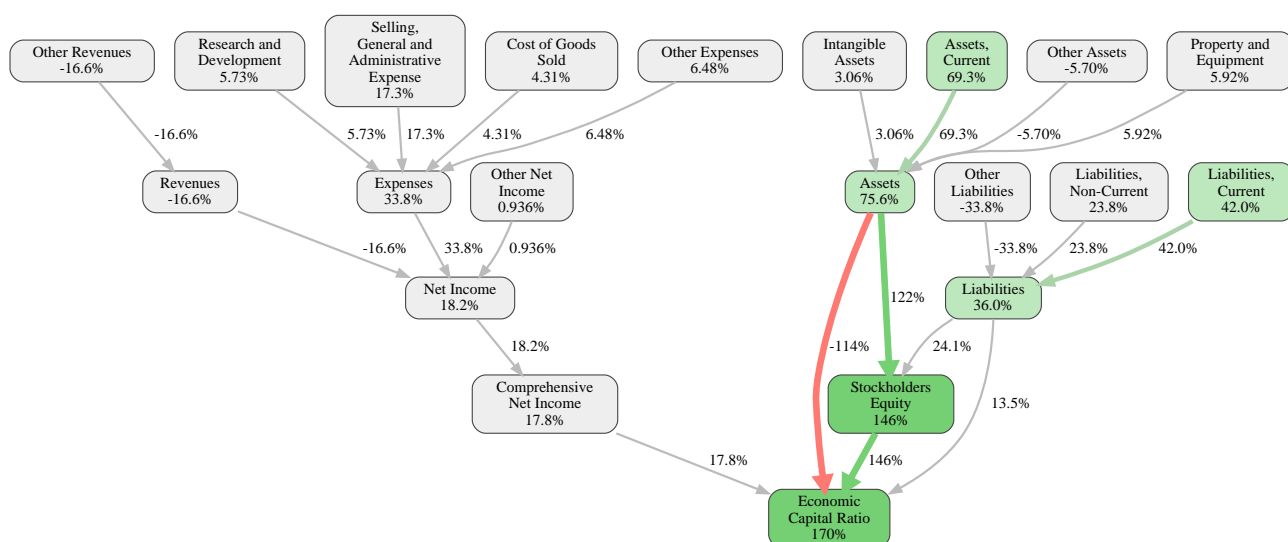 Other Revenues
-16.6%
Research and
Development
5.73%
Selling,
General and
Administrative
Expense
17.3%
Cost of Goods
Sold
4.31%
Other Expenses
6.48%
Intangible
Assets
3.06%
Assets,
Current
69.3%
Other Assets
-5.70%
Property and
Equipment
5.92%
-16.6%
5.73%
17.3%
4.31%
6.48%
3.06%
69.3%
-5.70%
5.92%
Revenues
-16.6%
Expenses
33.8%
Other Net
Income
0.936%
Assets
75.6%
Other
Liabilities
-33.8%
Liabilities,
Non-Current
23.8%
Liabilities,
Current
42.0%
-16.6%
33.8%
0.936%
-33.8%
23.8%
42.0%
Net Income
18.2%
122%
Liabilities
36.0%
18.2%
-114%
24.1%
Comprehensive
Net Income
17.8%
Stockholders
Equity
146%
13.5%
17.8%
146%
Economic
Capital Ratio
170%